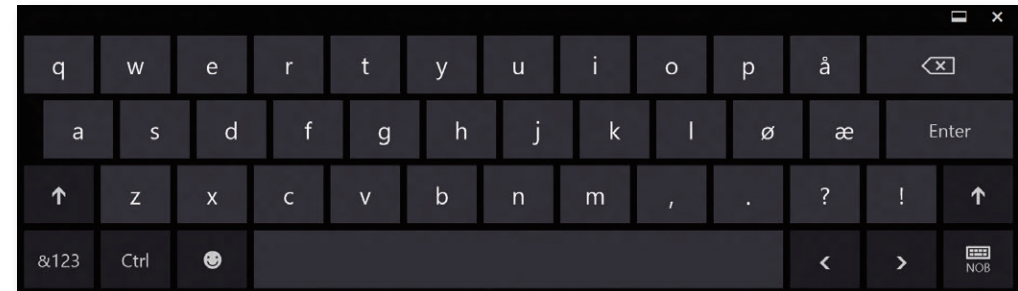 q w e r t y u i o p å
a s d f g h j k l ø æ Enter
z x c v b n m , . ? !
&123 Ctrl < > NOB